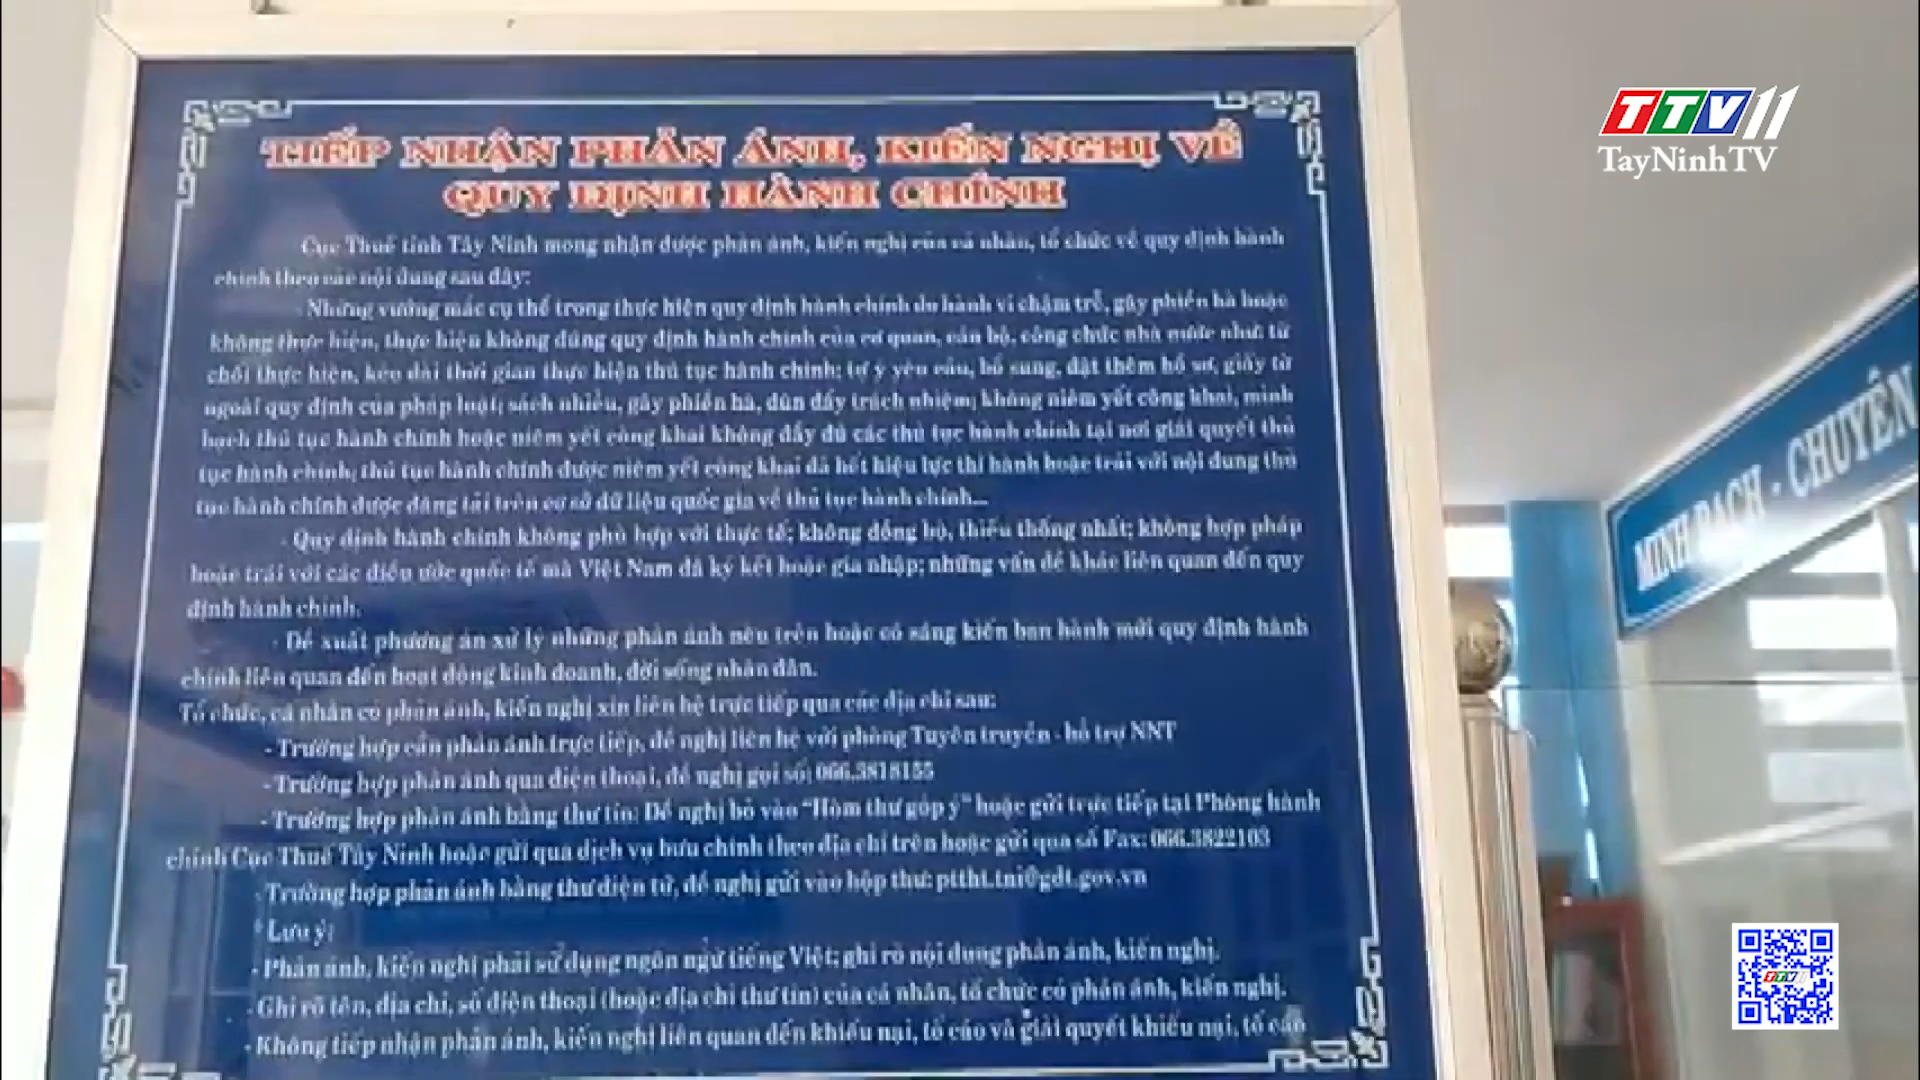 TTV11
TayNinhTV
TIẾP NHẬN PHẢN ÁNH, KIẾN NGHỊ VỀ
QUY ĐỊNH HÀNH CHÍNH
Cục Thuế tỉnh Tây Ninh mong nhận được phản ánh, kiến nghị của cá nhân, tổ chức về quy định hành
chính theo các nội dung sau đây:
- Những vướng mắc cụ thể trong thực hiện quy định hành chính do hành vi chậm trễ, gây phiền hà hoặc
không thực hiện, thực hiện không đúng quy định hành chính của cơ quan, cán bộ, công chức nhà nước như: từ
chối thực hiện, kéo dài thời gian thực hiện thủ tục hành chính; tự ý yêu cầu, bổ sung, đặt thêm hồ sơ, giấy tờ
ngoài quy định của pháp luật; sách nhiễu, gây phiền hà, đùn đẩy trách nhiệm; không niêm yết công khai, minh
bạch thủ tục hành chính hoặc niêm yết công khai không đầy đủ các thủ tục hành chính tại nơi giải quyết thủ
tục hành chính; thủ tục hành chính được niêm yết công khai đã hết hiệu lực thi hành hoặc trái với nội dung thủ
tục hành chính được đăng tải trên cơ sở dữ liệu quốc gia về thủ tục hành chính...
- Quy định hành chính không phù hợp với thực tế; không đồng bộ, thiếu thống nhất; không hợp pháp
hoặc trái với các điều ước quốc tế mà Việt Nam đã ký kết hoặc gia nhập; những vấn đề khác liên quan đến quy
định hành chính.
- Đề xuất phương án xử lý những phản ánh nêu trên hoặc có sáng kiến ban hành mới quy định hành
chính liên quan đến hoạt động kinh doanh, đời sống nhân dân.
Tổ chức, cá nhân có phản ánh, kiến nghị xin liên hệ trực tiếp qua các địa chỉ sau:
- Trường hợp cần phản ánh trực tiếp, đề nghị liên hệ với phòng Tuyên truyền - hỗ trợ NNT
- Trường hợp phản ánh qua điện thoại, đề nghị gọi số: 066.3818155
- Trường hợp phản ánh bằng thư tín: Đề nghị bỏ vào "Hòm thư góp ý" hoặc gửi trực tiếp tại Phòng hành
chính Cục Thuế Tây Ninh hoặc gửi qua dịch vụ bưu chính theo địa chỉ trên hoặc gửi qua số Fax: 066.3822103
- Trường hợp phản ánh bằng thư điện tử, đề nghị gửi vào hộp thư: pttht.tni@gdt.gov.vn
* Lưu ý:
- Phản ánh, kiến nghị phải sử dụng ngôn ngữ tiếng Việt; ghi rõ nội dung phản ánh, kiến nghị.
- Ghi rõ tên, địa chỉ, số điện thoại (hoặc địa chỉ thư tín) của cá nhân, tổ chức có phản ánh, kiến nghị.
- Không tiếp nhận phản ánh, kiến nghị liên quan đến khiếu nại, tố cáo và giải quyết khiếu nại, tố cáo
MINH BẠCH - CHUYÊN
TTV11